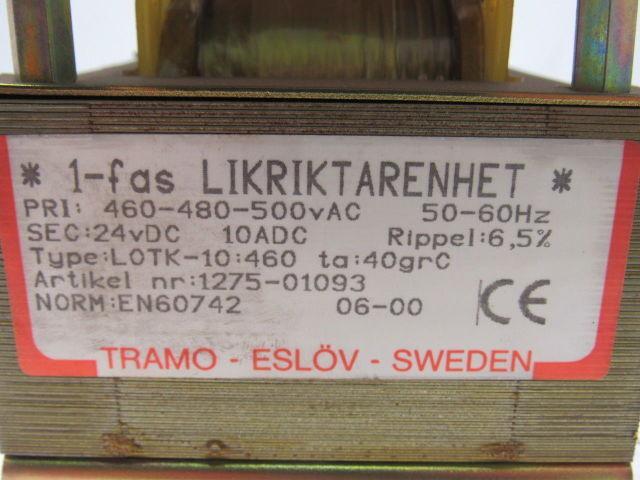 * 1-fas LIKRIKTARENHET *
PRI: 460-480-500vAC 50-60Hz
SEC:24vDC 10ADC Rippel:6,5%
Type:LOTK-10:460 ta:40grC
Artikel nr:1275-01093
NORM:EN60742 06-00 CE
TRAMO - ESLÖV - SWEDEN